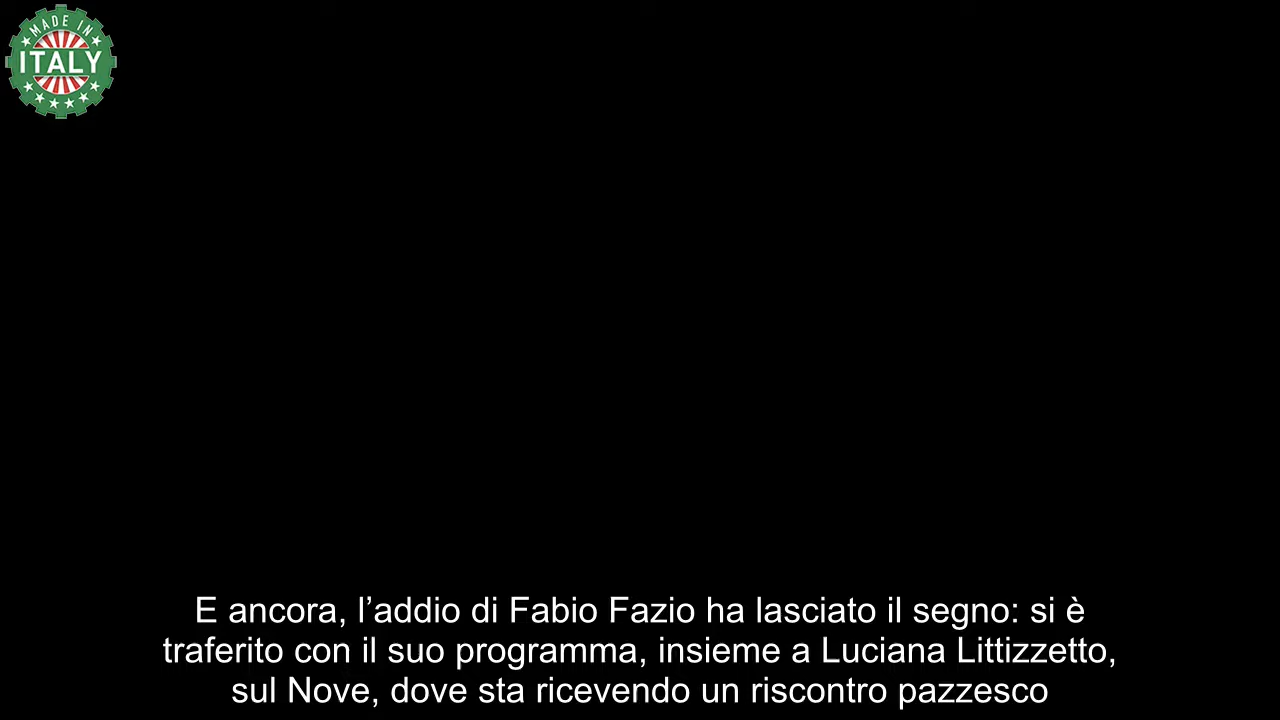 MADE IN
ITALY
E ancora, l’addio di Fabio Fazio ha lasciato il segno: si è
traferito con il suo programma, insieme a Luciana Littizzetto,
sul Nove, dove sta ricevendo un riscontro pazzesco